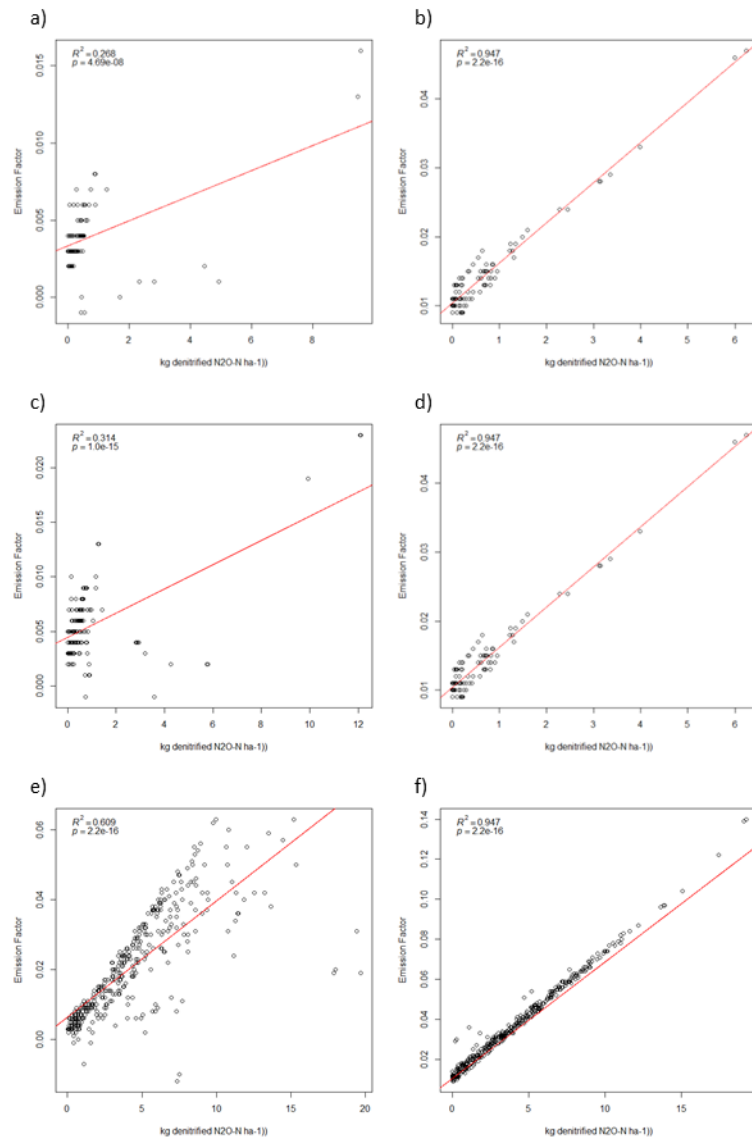 a)
R² = 0.268
p = 4.69e-08
0.015
0.010
0.005
0.000
Emission Factor
0 2 4 6 8
kg denitrified N2O-N ha-1))
b)
R² = 0.947
p = 2.2e-16
0.04
0.03
0.02
0.01
Emission Factor
0 1 2 3 4 5 6
kg denitrified N2O-N ha-1))
c)
R² = 0.314
p = 1.0e-15
0.020
0.015
0.010
0.005
0.000
Emission Factor
0 2 4 6 8 10 12
kg denitrified N2O-N ha-1))
d)
R² = 0.947
p = 2.2e-16
0.04
0.03
0.02
0.01
Emission Factor
0 1 2 3 4 5 6
kg denitrified N2O-N ha-1))
e)
R² = 0.609
p = 2.2e-16
0.06
0.04
0.02
0.00
Emission Factor
0 5 10 15 20
kg denitrified N2O-N ha-1))
f)
R² = 0.947
p = 2.2e-16
0.14
0.12
0.10
0.08
0.06
0.04
0.02
Emission Factor
0 5 10 15
kg denitrified N2O-N ha-1))